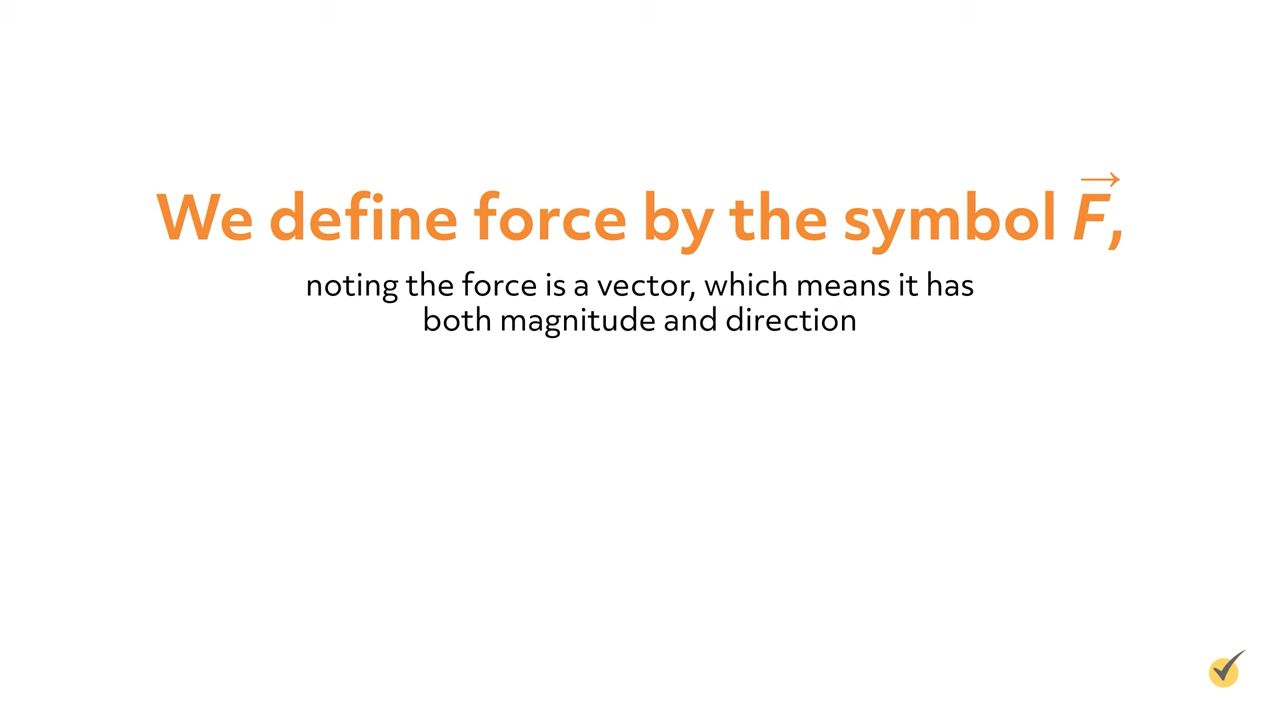 We define force by the symbol F⃗,
noting the force is a vector, which means it has
both magnitude and direction